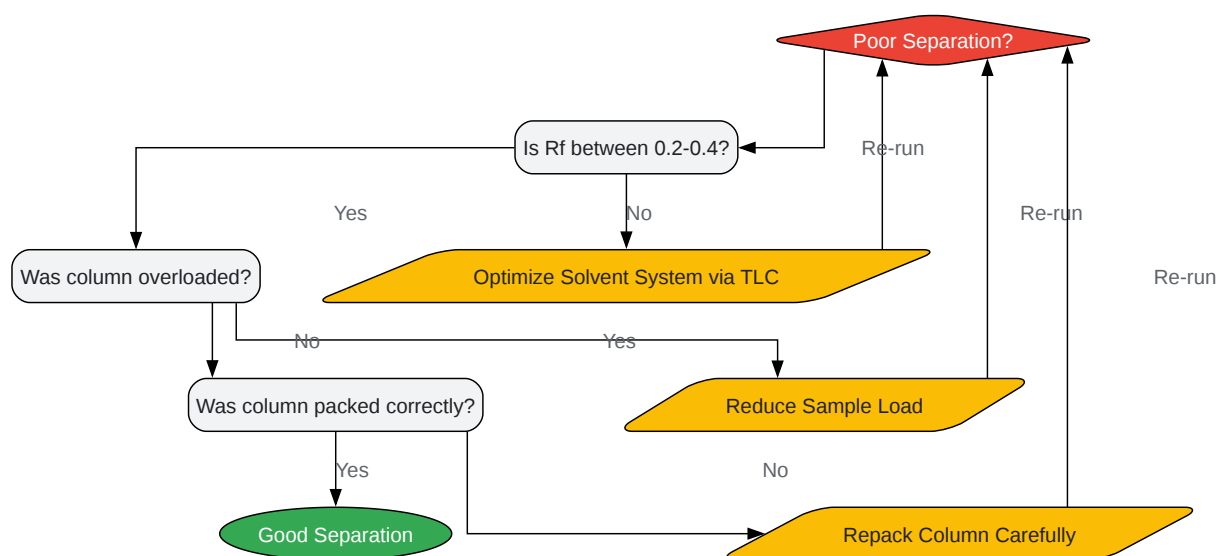 Poor Separation?
Is Rf between 0.2-0.4?
Re-run
Yes
No
Re-run
Was column overloaded?
Optimize Solvent System via TLC
Re-run
No
Yes
Was column packed correctly?
Reduce Sample Load
Yes
No
Good Separation
Repack Column Carefully